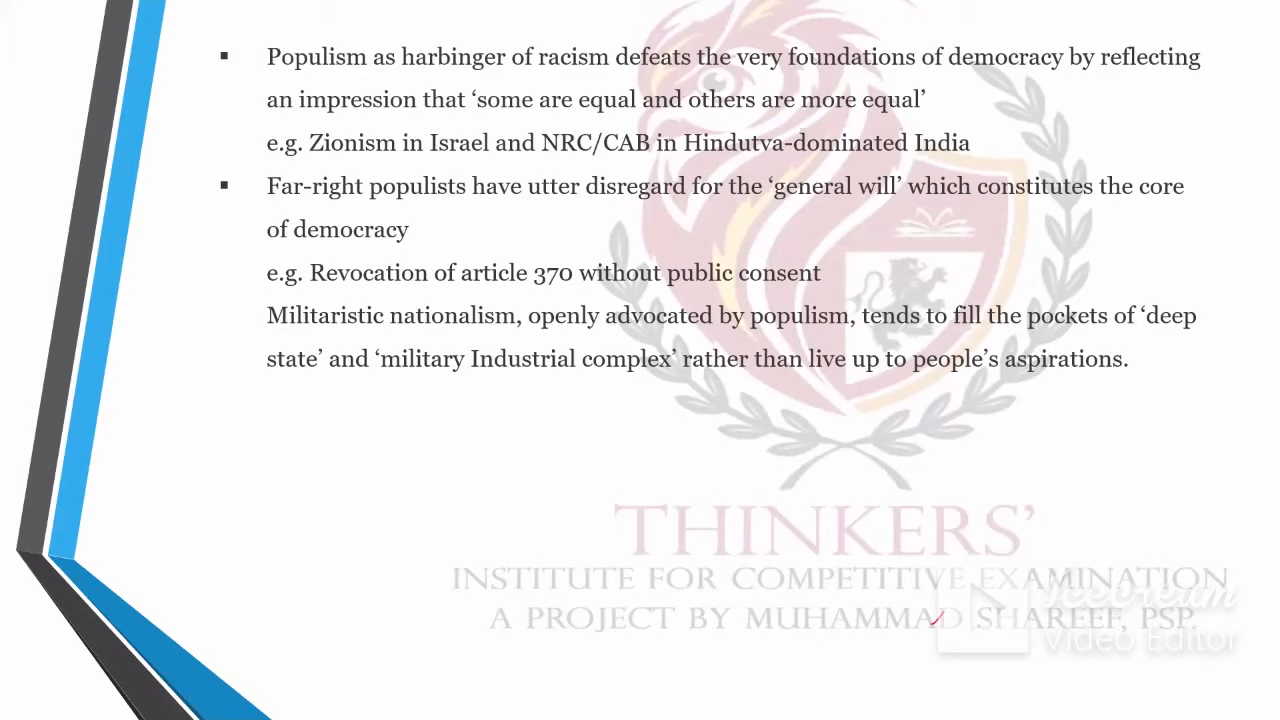 ▪ Populism as harbinger of racism defeats the very foundations of democracy by reflecting
an impression that ‘some are equal and others are more equal’
e.g. Zionism in Israel and NRC/CAB in Hindutva-dominated India
▪ Far-right populists have utter disregard for the ‘general will’ which constitutes the core
of democracy
e.g. Revocation of article 370 without public consent
Militaristic nationalism, openly advocated by populism, tends to fill the pockets of ‘deep
state’ and ‘military Industrial complex’ rather than live up to people’s aspirations.
THINKERS’
INSTITUTE FOR COMPETITIVE EXAMINATION
A PROJECT BY MUHAMMAD SHAREEF, PSP.
Icecream
Video Editor